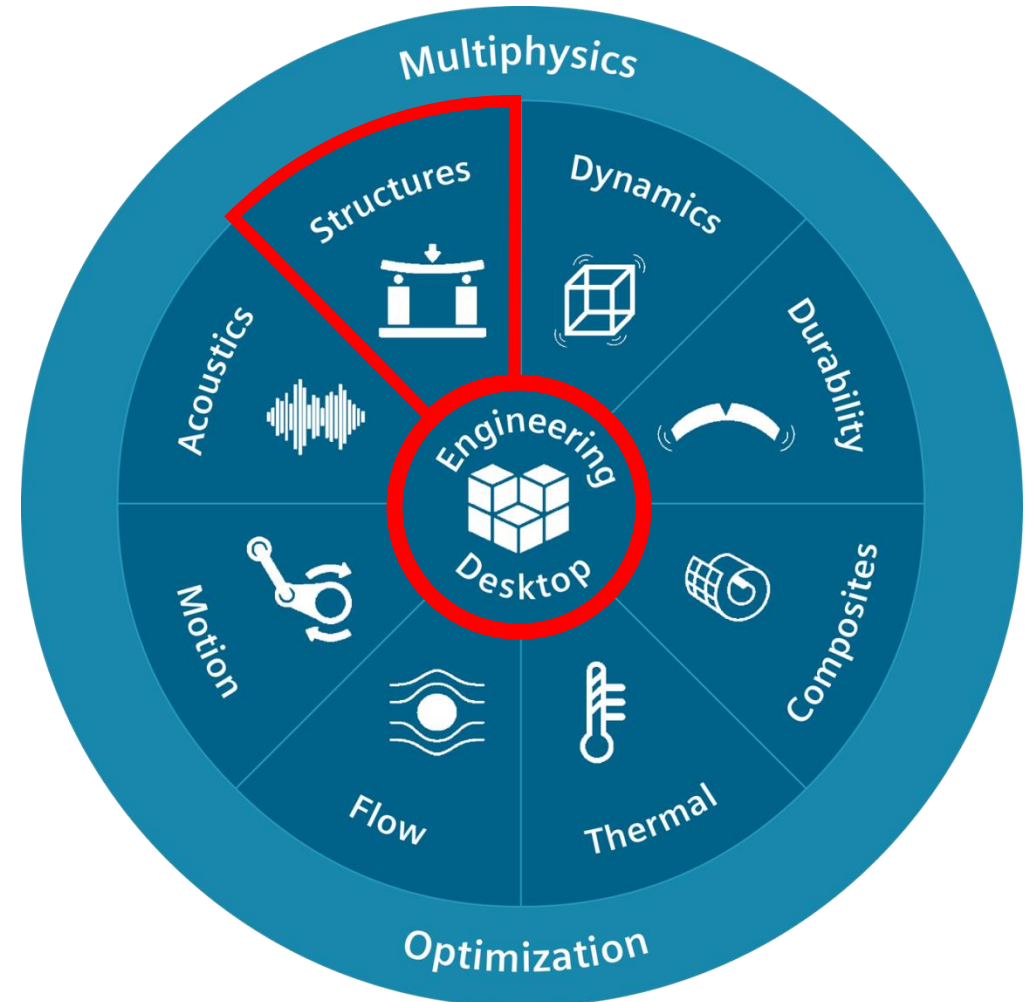 Multiphysics
Structures
Dynamics
Acoustics
Durability
Engineering
Desktop
Motion
Composites
Flow
Thermal
Optimization